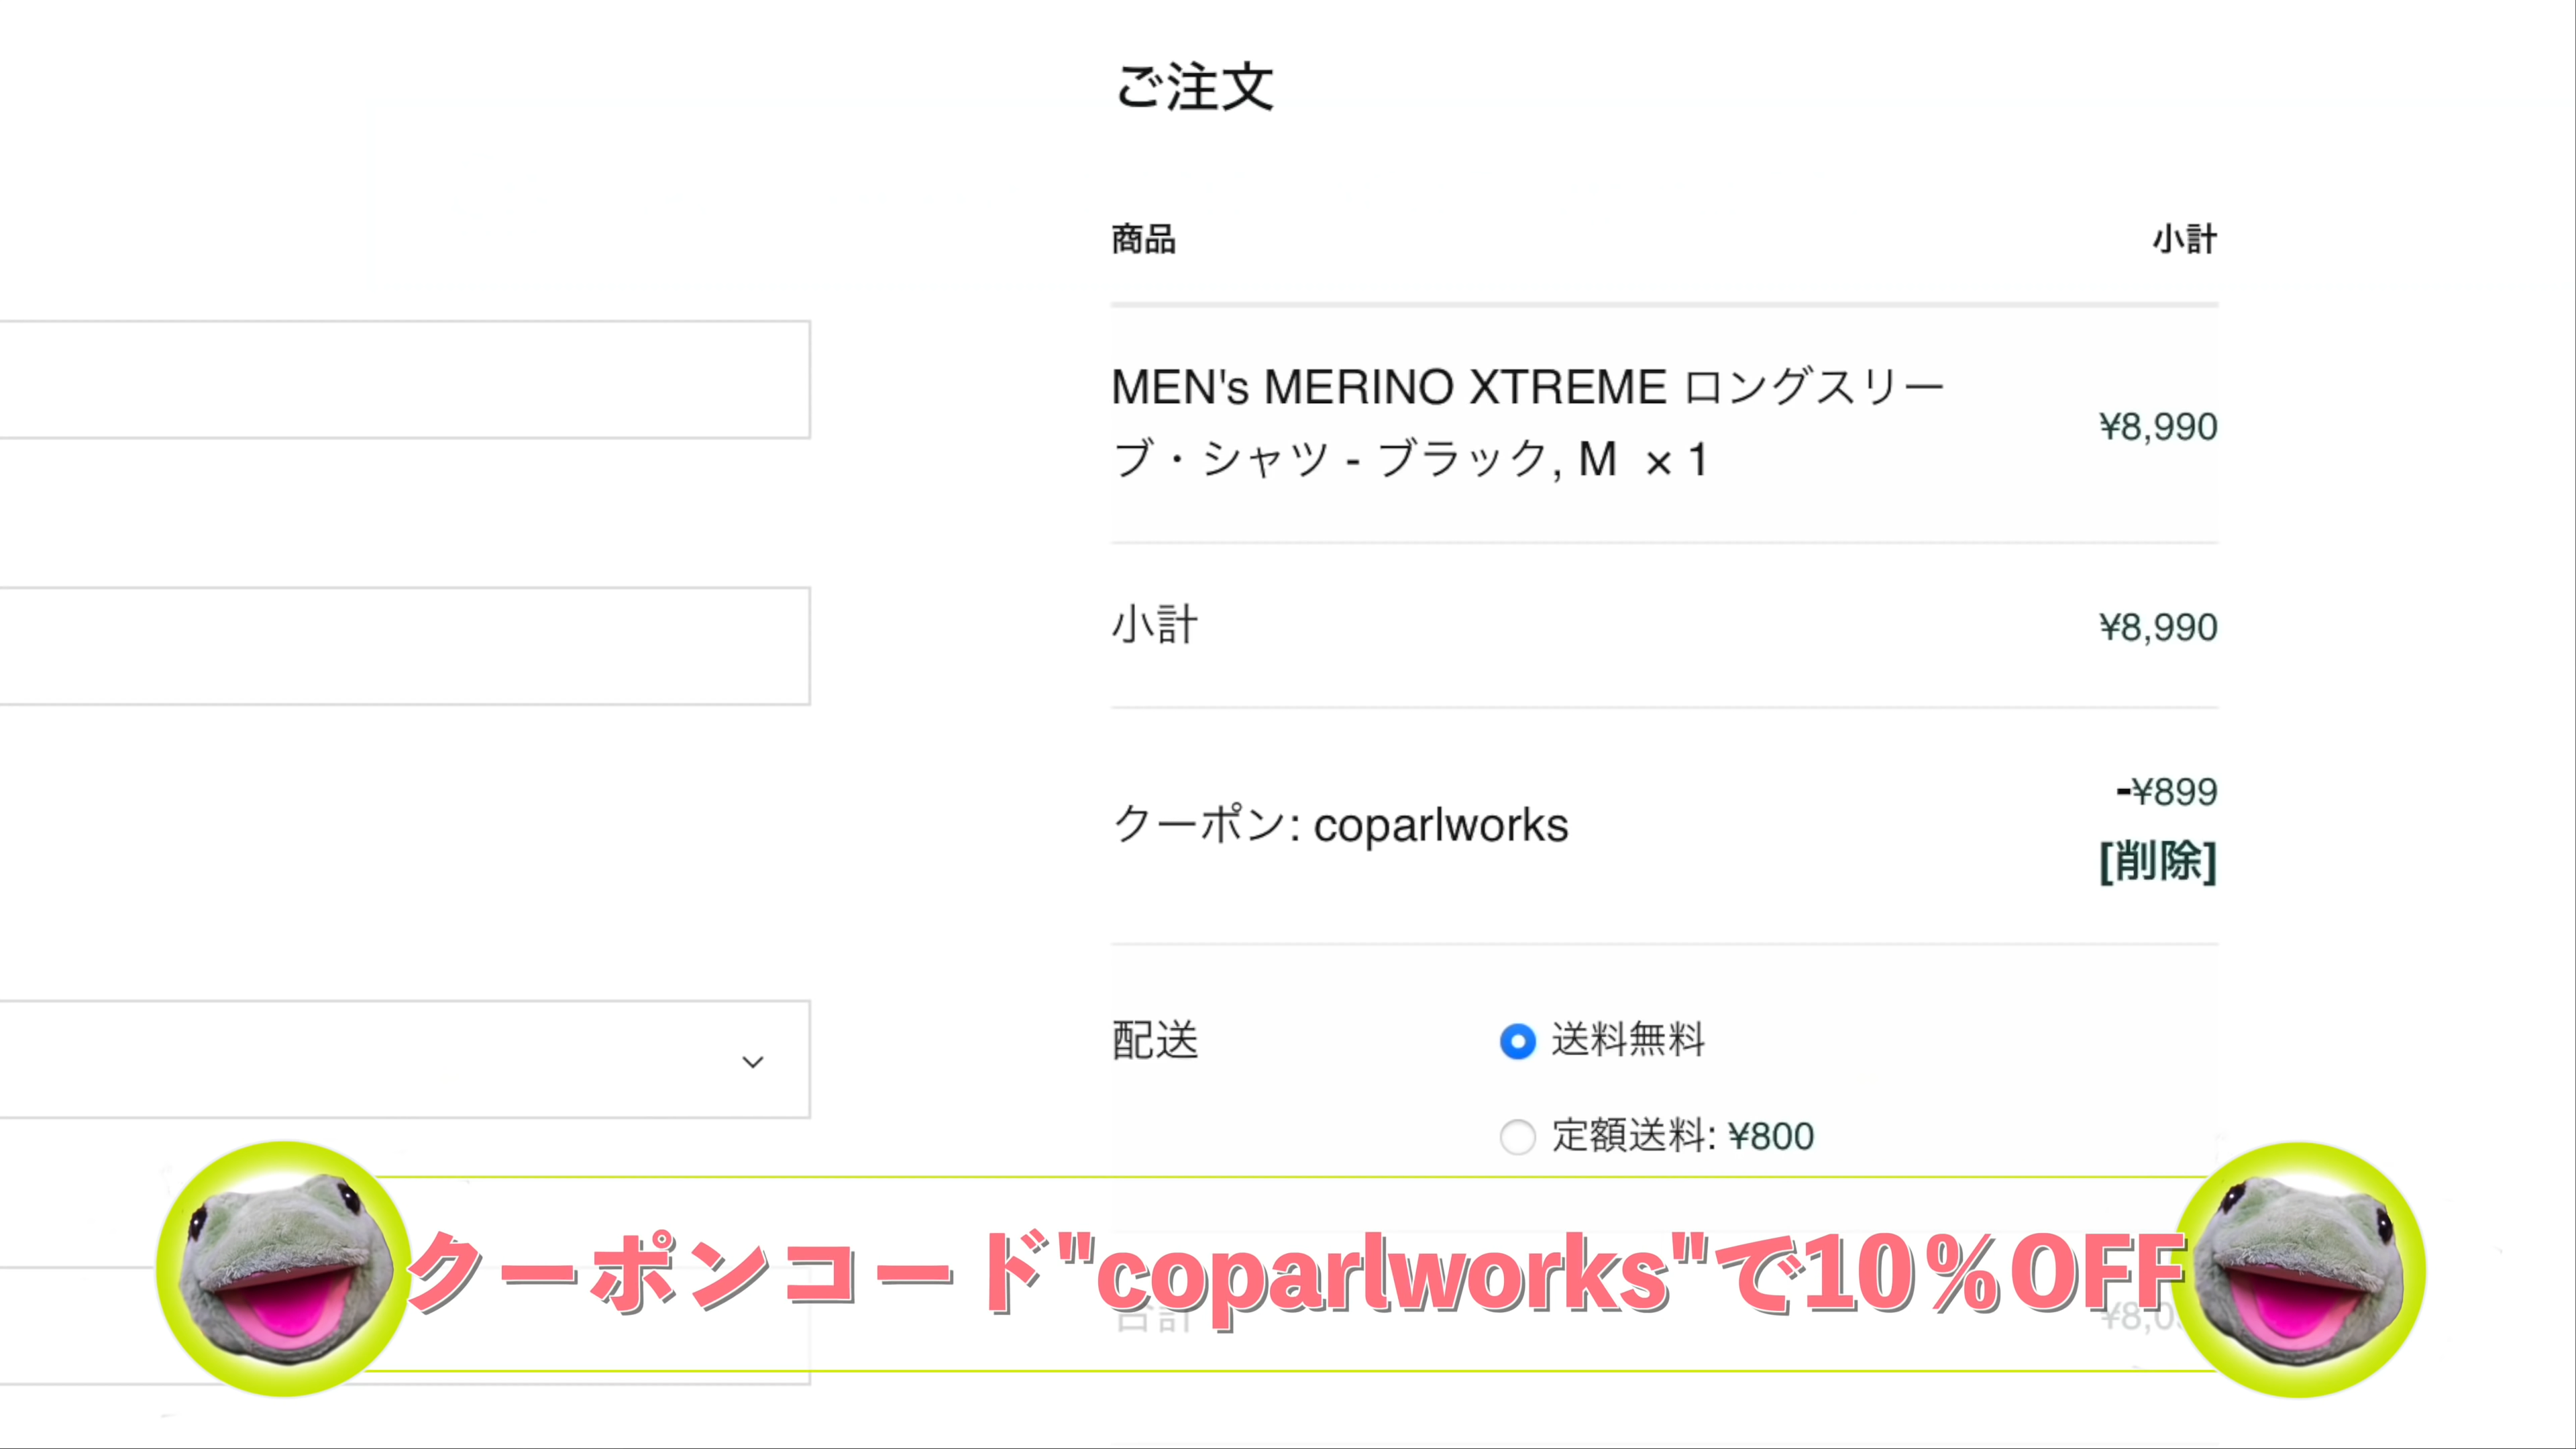 ご注文
商品 小計
MEN's MERINO XTREME ロングスリー
ブ・シャツ - ブラック, M × 1
¥8,990
小計 ¥8,990
クーポン: coparlworks
-¥899
[削除]
配送
送料無料
定額送料: ¥800
クーポンコード"coparlworks"で10%OFF
合計